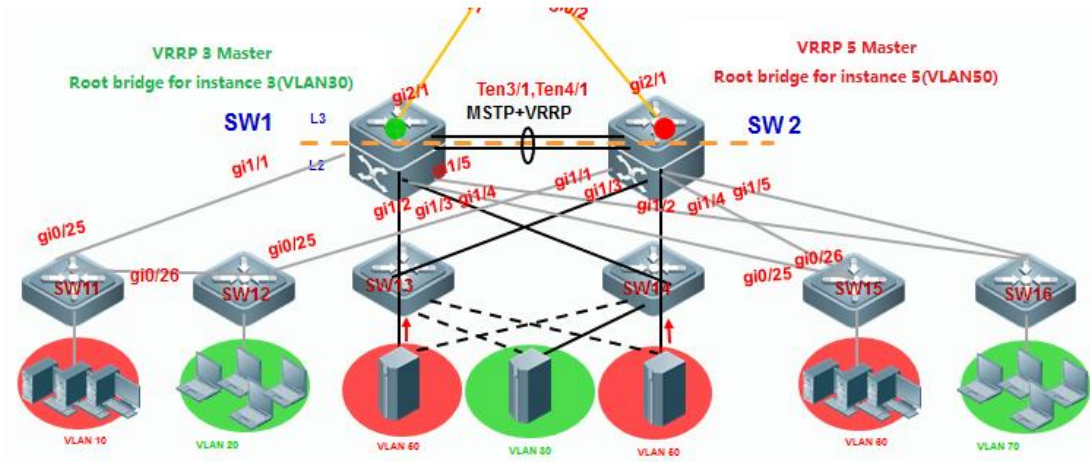 VRRP 3 Master
Root bridge for instance 3(VLAN30)
VRRP 5 Master
Root bridge for instance 5(VLAN50)
gi2/1
Ten3/1,Ten4/1
MSTP+VRRP
gi2/1
SW1
L3
SW 2
L2
gi1/1
gi1/5
gi1/2
gi1/3
gi1/4
gi1/1
gi1/3
gi1/2
gi1/4
gi1/5
gi0/25
gi0/26
gi0/25
gi0/25
gi0/26
SW11
SW12
SW13
SW14
SW15
SW16
VLAN 10
VLAN 20
VLAN 60
VLAN 30
VLAN 50
VLAN 60
VLAN 70